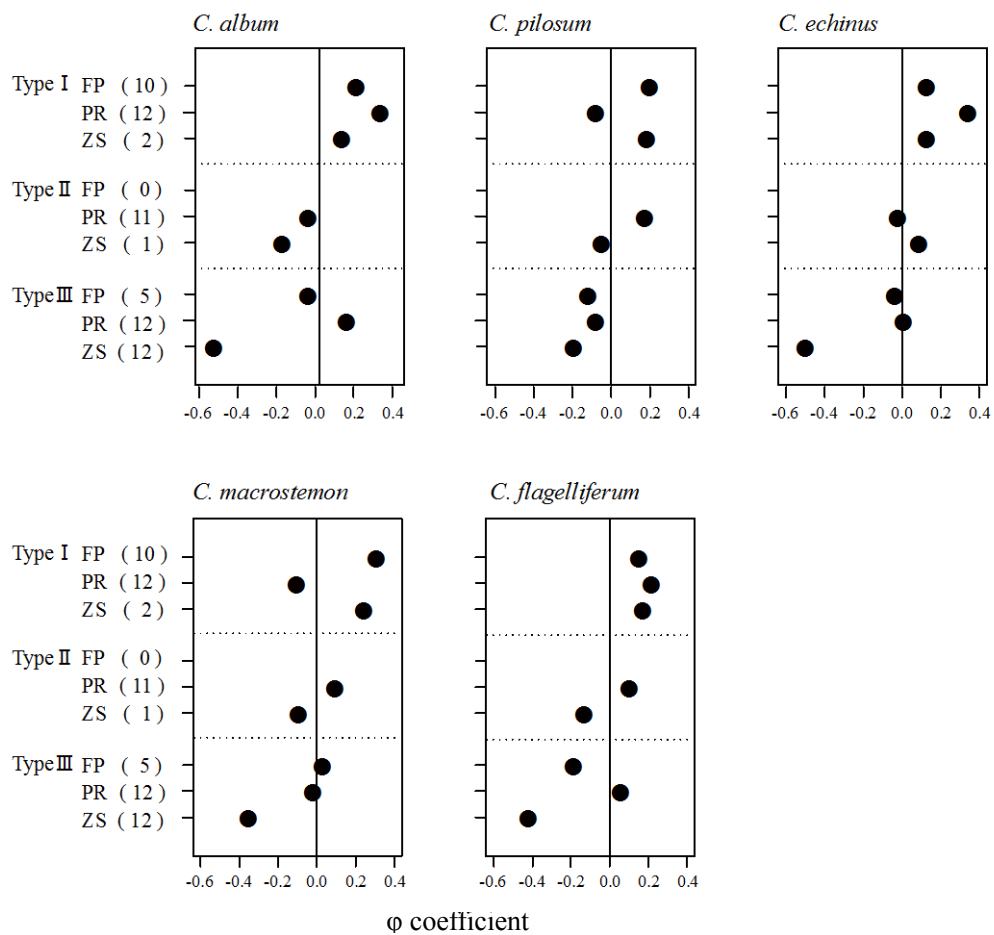 C. album C. pilosum C. echinus
Type Ⅰ FP ( 10 )
PR ( 12 )
ZS ( 2 )
Type Ⅱ FP ( 0 )
PR ( 11 )
ZS ( 1 )
Type Ⅲ FP ( 5 )
PR ( 12 )
ZS ( 12 )
-0.6 -0.4 -0.2 0.0 0.2 0.4 -0.6 -0.4 -0.2 0.0 0.2 0.4 -0.6 -0.4 -0.2 0.0 0.2 0.4
C. macrostemon C. flagelliferum
Type Ⅰ FP ( 10 )
PR ( 12 )
ZS ( 2 )
Type Ⅱ FP ( 0 )
PR ( 11 )
ZS ( 1 )
Type Ⅲ FP ( 5 )
PR ( 12 )
ZS ( 12 )
-0.6 -0.4 -0.2 0.0 0.2 0.4 -0.6 -0.4 -0.2 0.0 0.2 0.4
φ coefficient